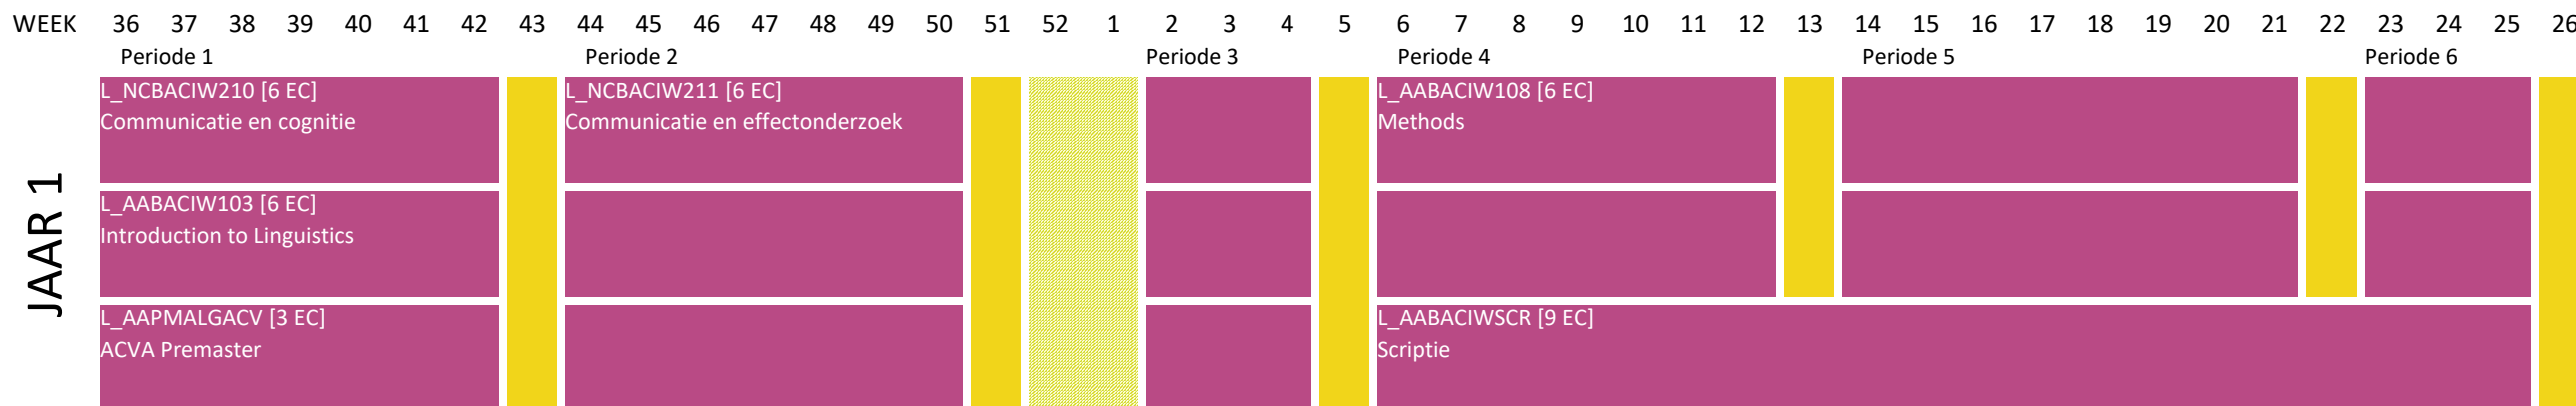 WEEK 36 37 38 39 40 41 42 43 44 45 46 47 48 49 50 51 52 1 2 3 4 5 6 7 8 9 10 11 12 13 14 15 16 17 18 19 20 21 22 23 24 25 26
Periode 1 Periode 2 Periode 3 Periode 4 Periode 5 Periode 6
JAAR 1
L_NCBACIW210 [6 EC]
Communicatie en cognitie
L_NCBACIW211 [6 EC]
Communicatie en effectonderzoek
L_AABACIW108 [6 EC]
Methods
L_AABACIW103 [6 EC]
Introduction to Linguistics
L_AAPMALGACV [3 EC]
ACVA Premaster
L_AABACIWSCR [9 EC]
Scriptie